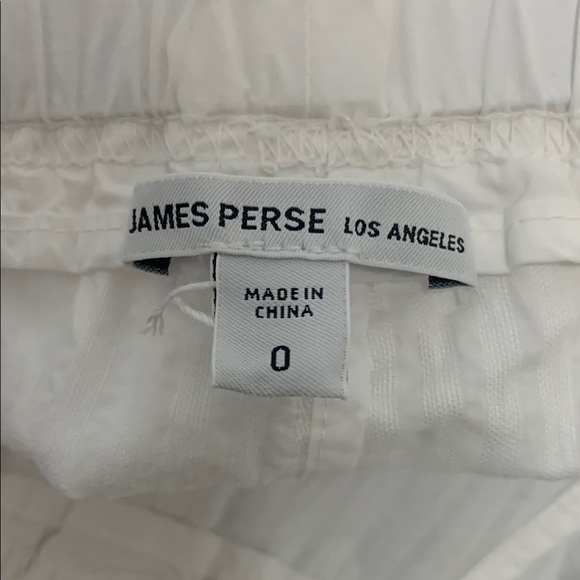 JAMES PERSE LOS ANGELES
MADE IN
CHINA
0